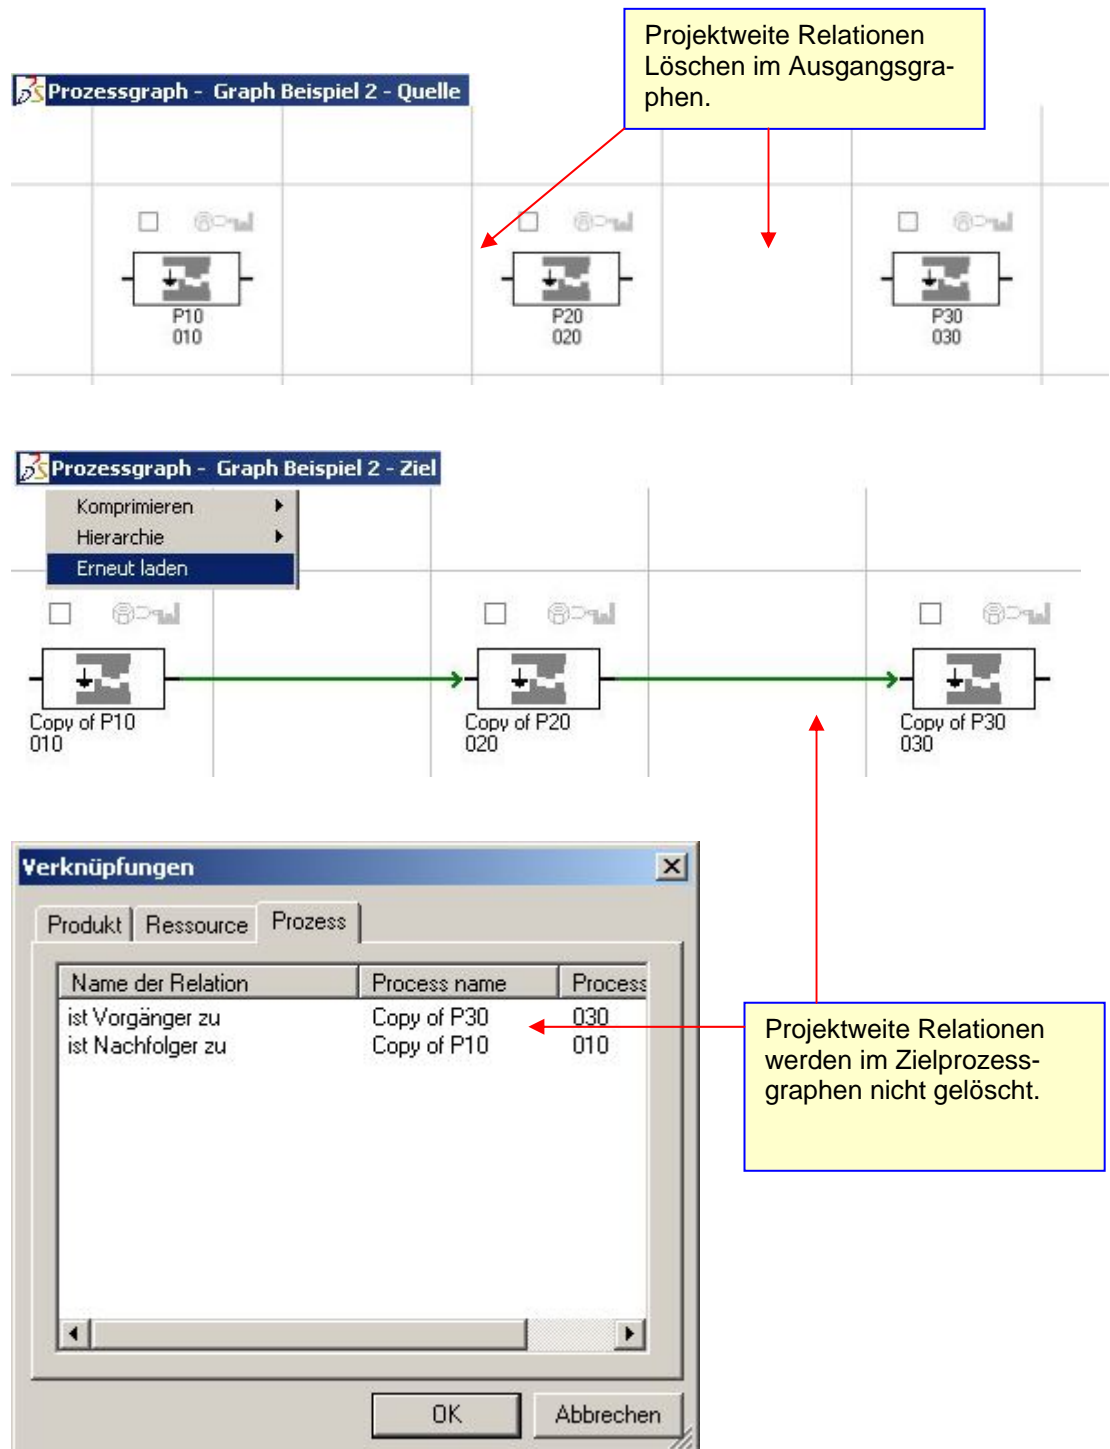 Projektweite Relationen
Löschen im Ausgangsgra-
phen.
Prozessgraph - Graph Beispiel 2 - Quelle
P10
010
P20
020
P30
030
Prozessgraph - Graph Beispiel 2 - Ziel
Komprimieren
Hierarchie
Erneut laden
Copy of P10
010
Copy of P20
020
Copy of P30
030
Verknüpfungen
Produkt Ressource Prozess
Name der Relation Process name Process
ist Vorgänger zu Copy of P30 030
ist Nachfolger zu Copy of P10 010
Projektweite Relationen
werden im Zielprozess-
graphen nicht gelöscht.
OK Abbrechen